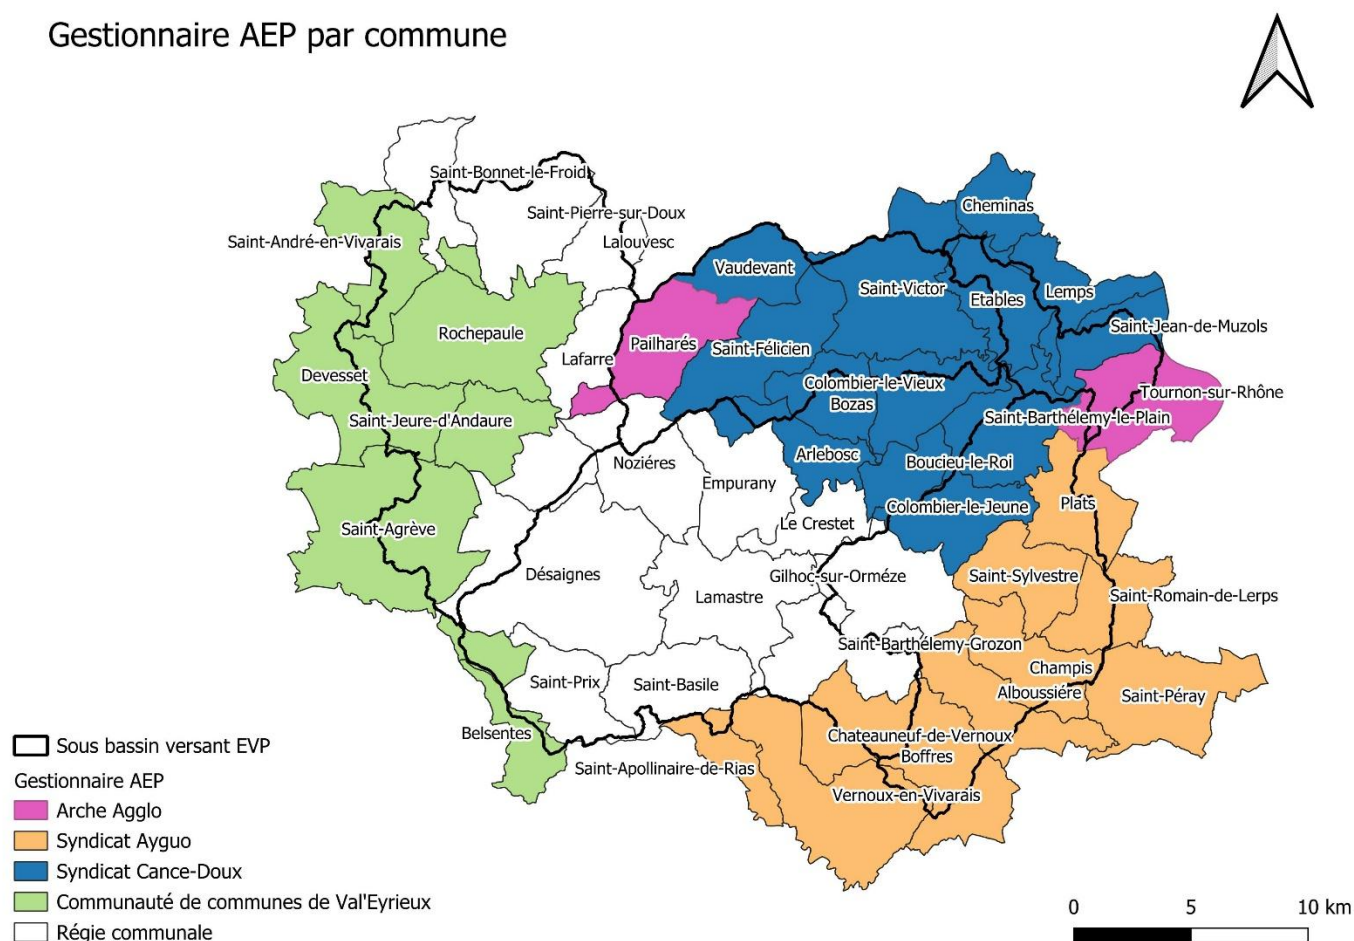 Gestionnaire AEP par commune
Saint-Bonnet-le-Froid
Cheminas
Saint-Pierre-sur-Doux
Saint-André-en-Vivarais
Lalouvesc
Vaudevant
Saint-Victor
Etables
Lemps
Saint-Jean-de-Muzols
Rochepaule
Pailharés
Saint-Félicien
Lafarre
Devesset
Colombier-le-Vieux
Tournon-sur-Rhône
Bozas
Saint-Jeure-d'Andaure
Saint-Barthélemy-le-Plain
Arlebosc
Boucieu-le-Roi
Noziéres
Empurany
Plats
Colombier-le-Jeune
Saint-Agrève
Le Crestet
Désaignes
Gilhoc-sur-Orméze
Saint-Sylvestre
Lamastre
Saint-Romain-de-Lerps
Saint-Barthélemy-Grozon
Champis
Saint-Prix
Saint-Basile
Alboussiére
Saint-Péray
Belsentes
Chateauneuf-de-Vernoux
Boffres
Saint-Apollinaire-de-Rias
Vernoux-en-Vivarais
Sous bassin versant EVP
Gestionnaire AEP
Arche Agglo
Syndicat Ayguo
Syndicat Cance-Doux
Communauté de communes de Val'Eyrieux
Régie communale
0 5 10 km